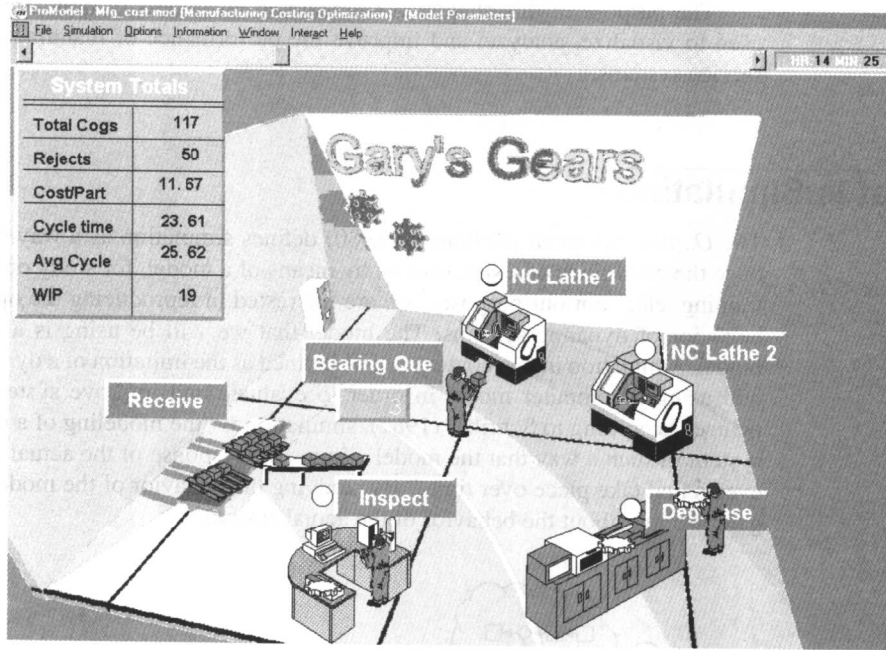 ProModel - Mfg_cost.mod [Manufacturing Costing Optimization] - [Model Parameters]
File Simulation Options Information Window Interact Help
HR 14 MIN 25
System Totals
Total Cogs 117
Rejects 50
Cost/Part 11.67
Cycle time 23.61
Avg Cycle 25.62
WIP 19
Gary's Gears
NC Lathe 1
NC Lathe 2
Bearing Que
Receive
3
Inspect